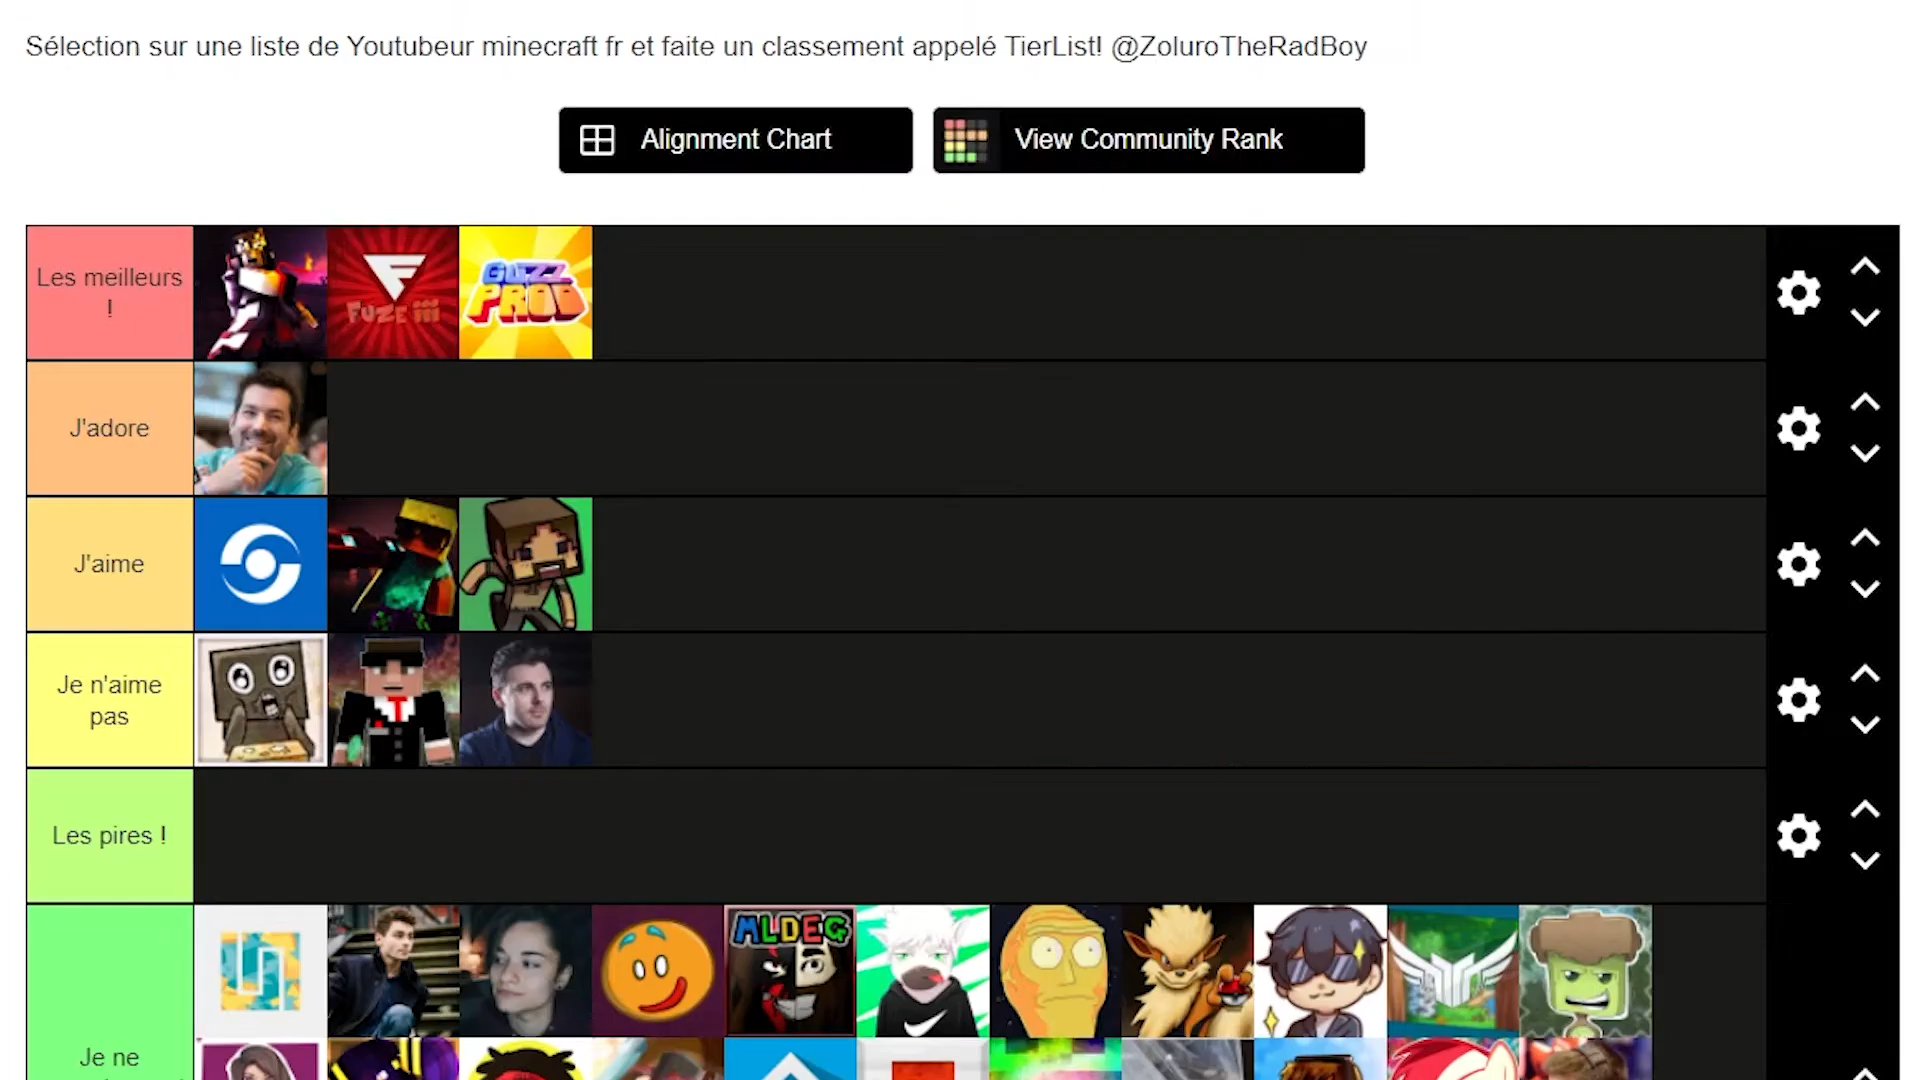 Sélection sur une liste de Youtubeur minecraft fr et faite un classement appelé TierList! @ZoluroTheRadBoy
Alignment Chart
View Community Rank
Les meilleurs
!
FUZE III
GUZZ
PROD
J'adore
J'aime
Je n'aime
pas
Les pires !
MLDEG
Je ne